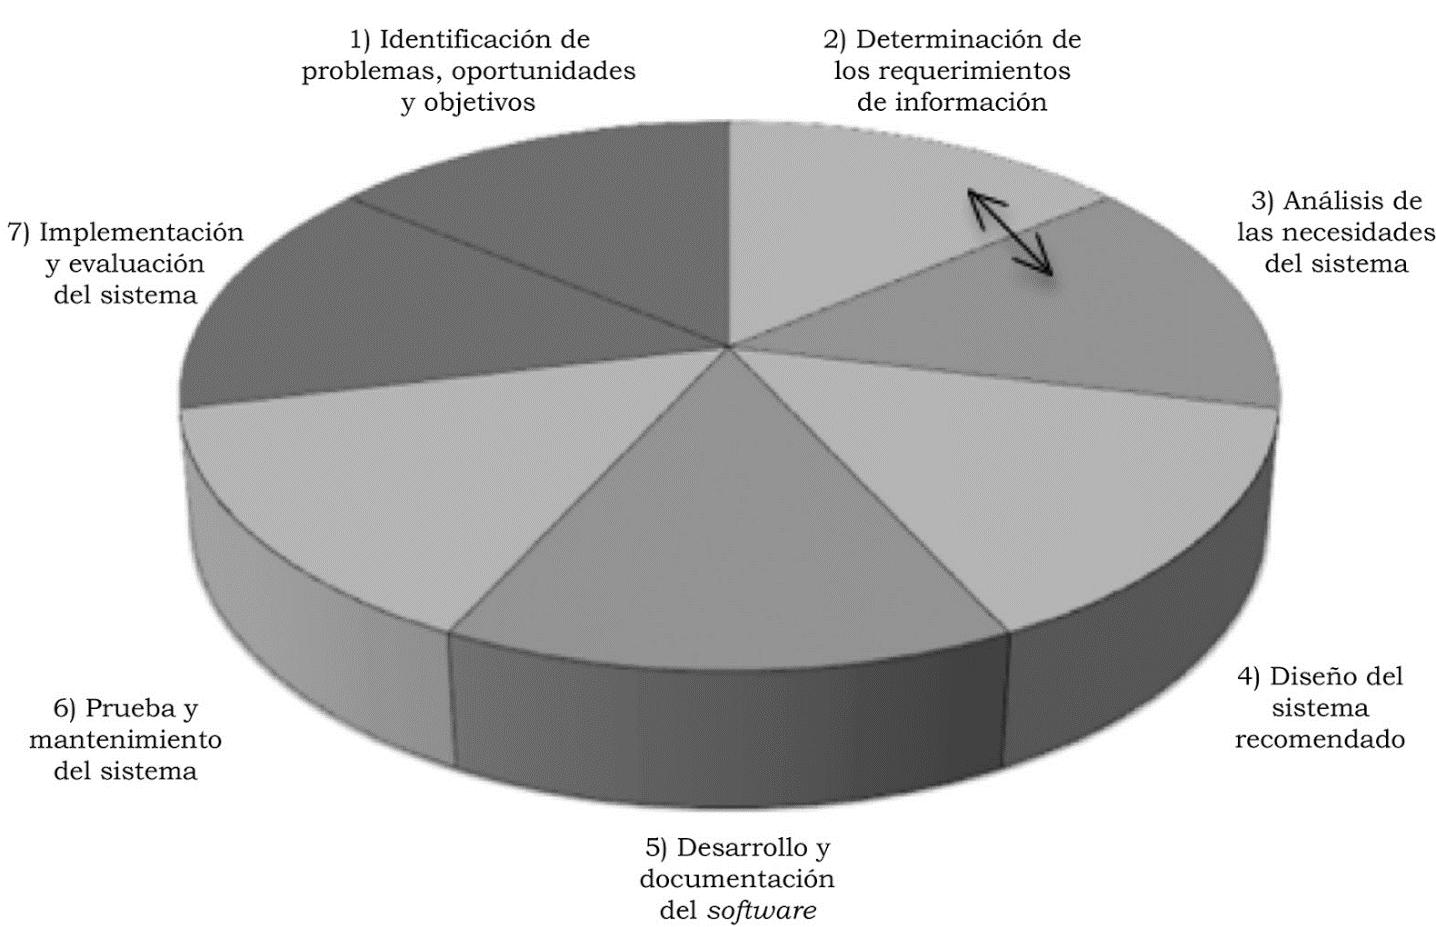 1) Identificación de
problemas, oportunidades
y objetivos
2) Determinación de
los requerimientos
de información
3) Análisis de
las necesidades
del sistema
4) Diseño del
sistema
recomendado
5) Desarrollo y
documentación
del software
6) Prueba y
mantenimiento
del sistema
7) Implementación
y evaluación
del sistema